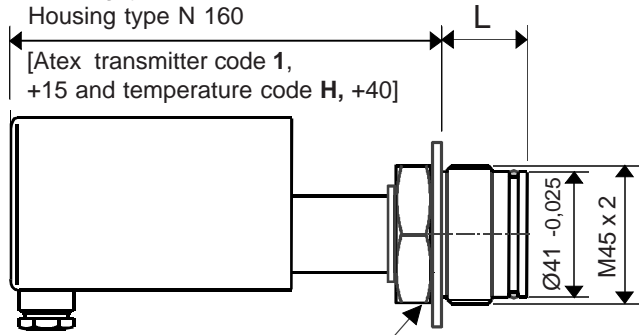 Housing type N 160
L
[Atex transmitter code 1,
+15 and temperature code H, +40]
Ø41 -0,025
M45 x 2